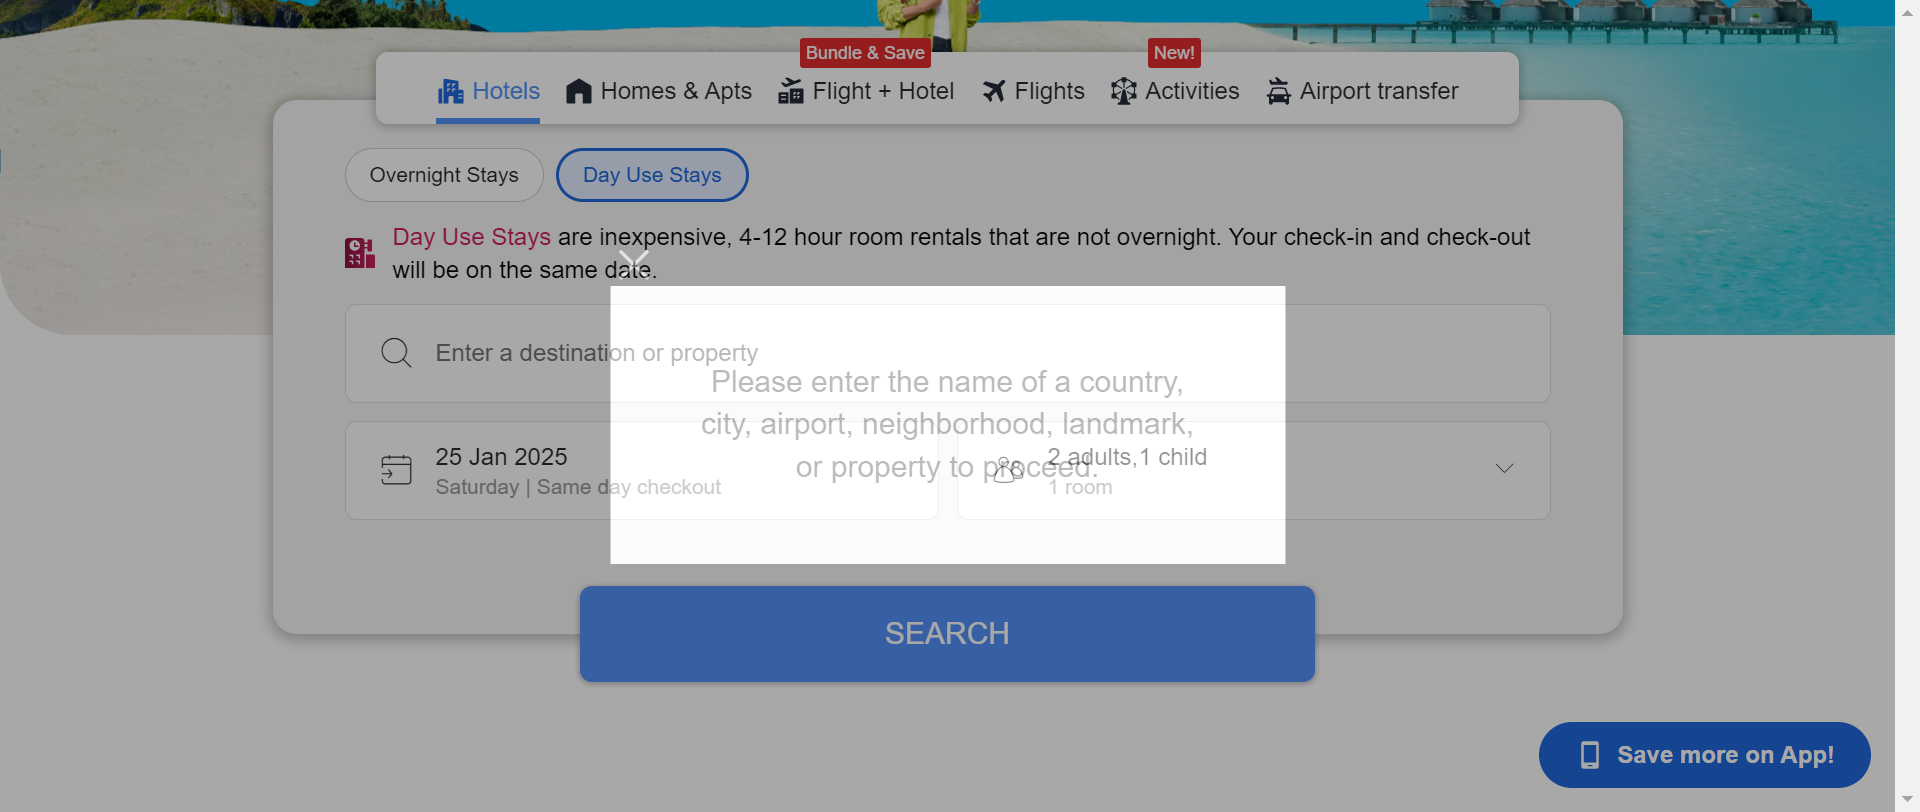 Bundle & Save
New!
Hotels
Homes & Apts
Flight + Hotel
Flights
Activities
Airport transfer
Overnight Stays
Day Use Stays
Day Use Stays are inexpensive, 4-12 hour room rentals that are not overnight. Your check-in and check-out
will be on the same date.
Enter a destination or property
Please enter the name of a country,
city, airport, neighborhood, landmark,
or property to proceed.
25 Jan 2025
Saturday | Same day checkout
2 adults,1 child
1 room
SEARCH
Save more on App!